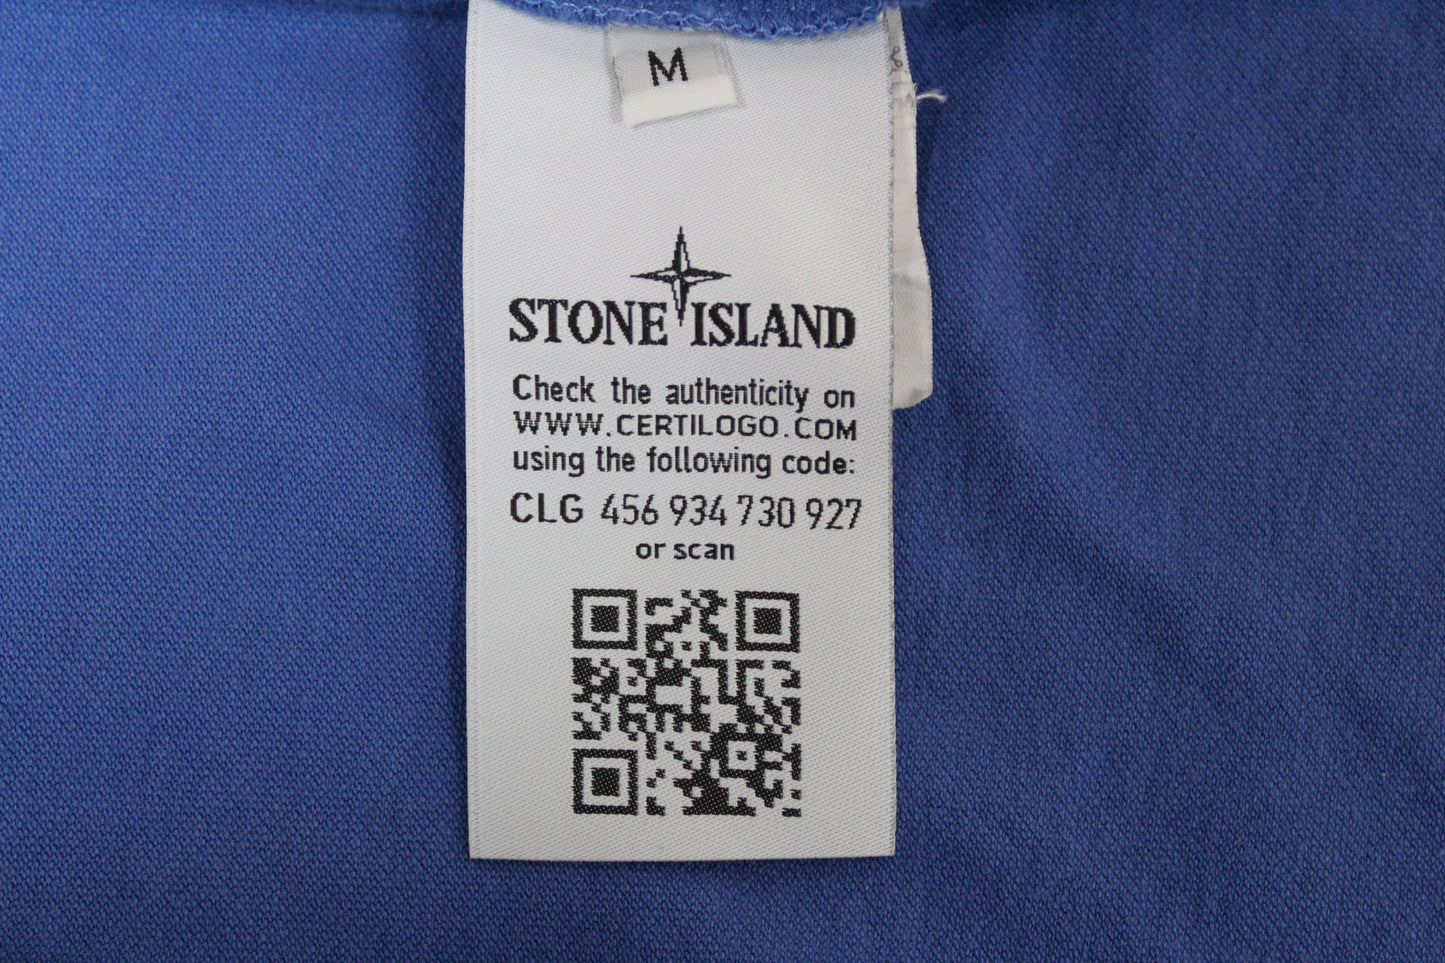 M
STONE ISLAND
Check the authenticity on
WWW.CERTILOGO.COM
using the following code:
CLG 456 934 730 927
or scan